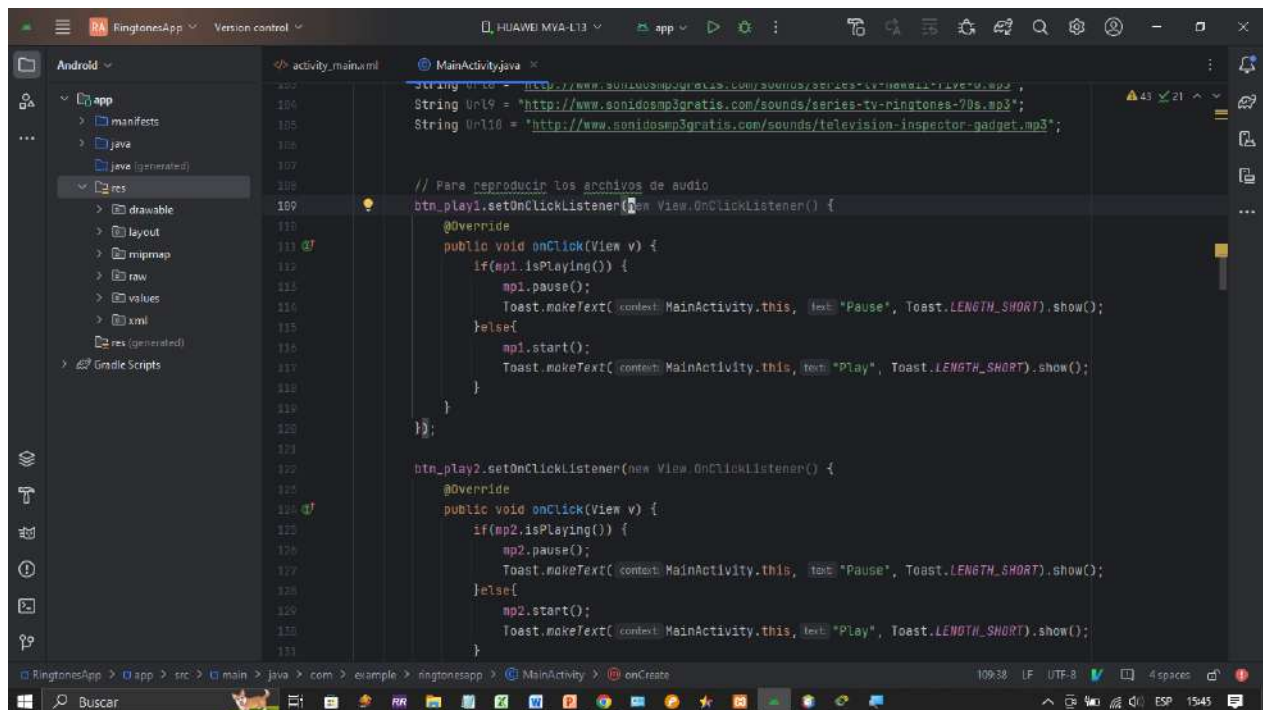 RA RingtonesApp Version control HUAWEI MYA-L13 app
Android activity_main.xml MainActivity.java
app
manifests
java
java (generated)
res
drawable
layout
mipmap
raw
values
xml
res (generated)
Gradle Scripts
43 21
104 String Url9 = "http://www.sonidosmp3gratis.com/sounds/series-tv-ringtones-70s.mp3";
105 String Url10 = "http://www.sonidosmp3gratis.com/sounds/television-inspector-gadget.mp3";
106
107
108 // Para reproducir los archivos de audio
109 btn_play1.setOnClickListener(new View.OnClickListener() {
110 @Override
111 public void onClick(View v) {
112 if(mp1.isPlaying()) {
113 mp1.pause();
114 Toast.makeText( context: MainActivity.this, text: "Pause", Toast.LENGTH_SHORT).show();
115 }else{
116 mp1.start();
117 Toast.makeText( context: MainActivity.this, text: "Play", Toast.LENGTH_SHORT).show();
118 }
119 }
120 });
121
122 btn_play2.setOnClickListener(new View.OnClickListener() {
123 @Override
124 public void onClick(View v) {
125 if(mp2.isPlaying()) {
126 mp2.pause();
127 Toast.makeText( context: MainActivity.this, text: "Pause", Toast.LENGTH_SHORT).show();
128 }else{
129 mp2.start();
130 Toast.makeText( context: MainActivity.this, text: "Play", Toast.LENGTH_SHORT).show();
131 }
RingtonesApp > app > src > main > java > com > example > ringtonesapp > MainActivity > onCreate 109:38 LF UTF-8 4 spaces
Buscar ESP 15:45